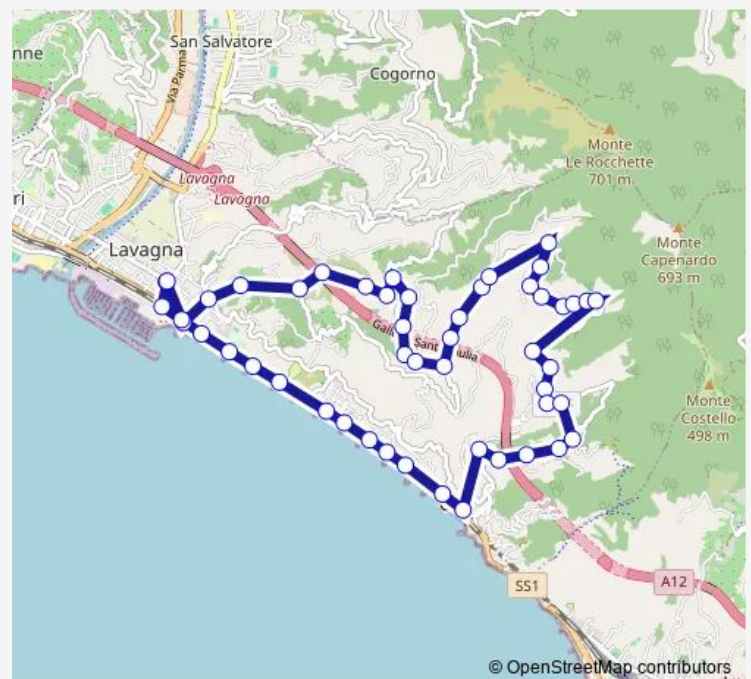 nne
San Salvatore
Via Parma
Cogorno
Monte
Le Rocchette
701 m
Lavagna
Lavagna
ri
Lavagna
Monte
Capenardo
693 m
Monte
Costello
498 m
SS1
A12
© OpenStreetMap contributors